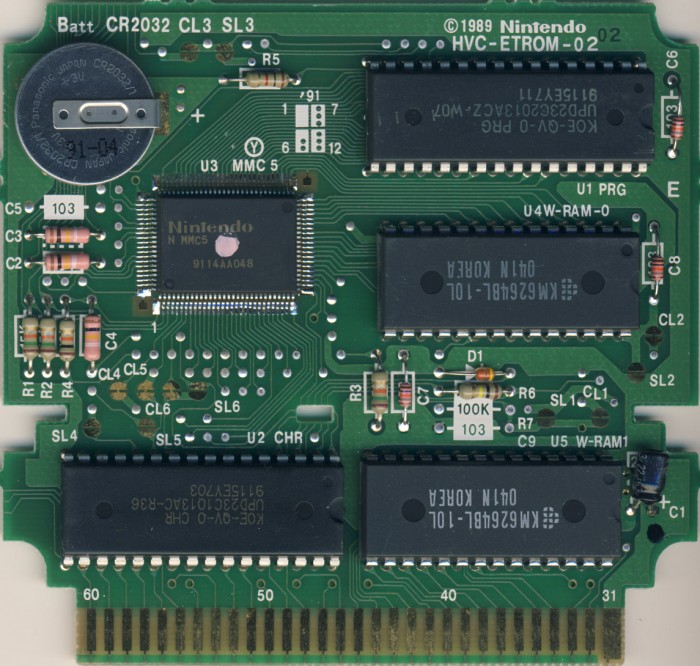 Batt CR2032 CL3 SL3
©1989 Nintendo
HVC-ETROM-02
02
Panasonic JAPAN CR2032/1
+3V
91-04
R5
C6
103
'91
1 7
6 12
KOE-QV-0 PRG
UPD23C2013ACZ-W07
9115EY711
U3 MMC5
U1 PRG E
U4W-RAM-0
C5 103
C3
C2
Nintendo
N MMC5
9114AA048
1
KM6264BL-10L
041N KOREA
C8
CL2
SL2
R1 R2 R4 C4
CL4 CL5
CL6
SL6
SL4
SL5
U2 CHR
R3
C7
D1
R6
100K
103
R7
C9
SL1 CL1
U5 W-RAM1
C1
KOE-QV-0 CHR
UPD23C1013AC-R36
9115EY703
KM6264BL-10L
041N KOREA
60 50 40 31